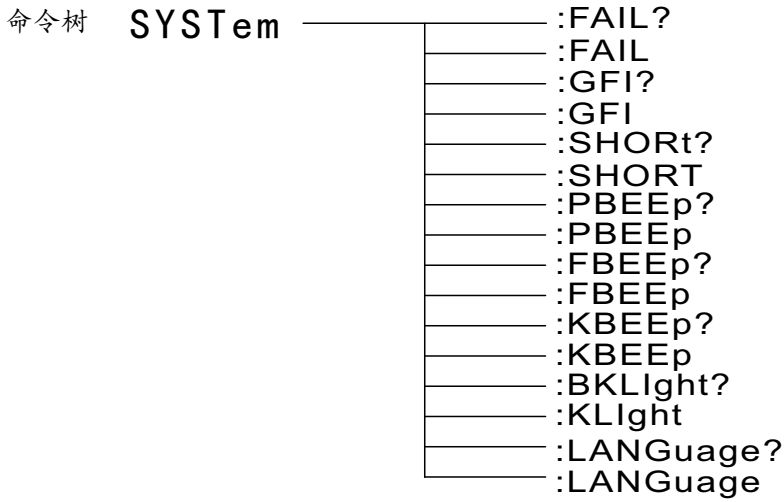 命令树 SYSTem
:FAIL?
:FAIL
:GFI?
:GFI
:SHORt?
:SHORT
:PBEEp?
:PBEEp
:FBEEp?
:FBEEp
:KBEEp?
:KBEEp
:BKLIght?
:KLIght
:LANGuage?
:LANGuage